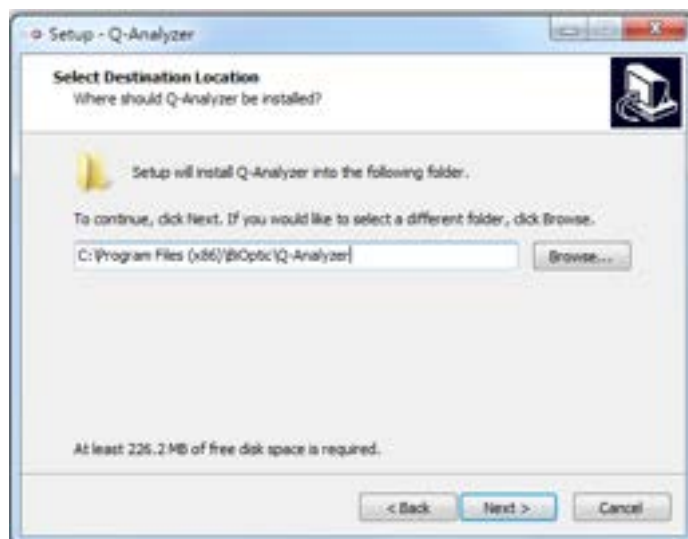 Setup - Q-Analyzer
Select Destination Location
Where should Q-Analyzer be installed?
Setup will install Q-Analyzer into the following folder.
To continue, click Next. If you would like to select a different folder, click Browse.
C:\Program Files (x86)\BiOptic\Q-Analyzer
Browse...
At least 226.2 MB of free disk space is required.
< Back
Next >
Cancel